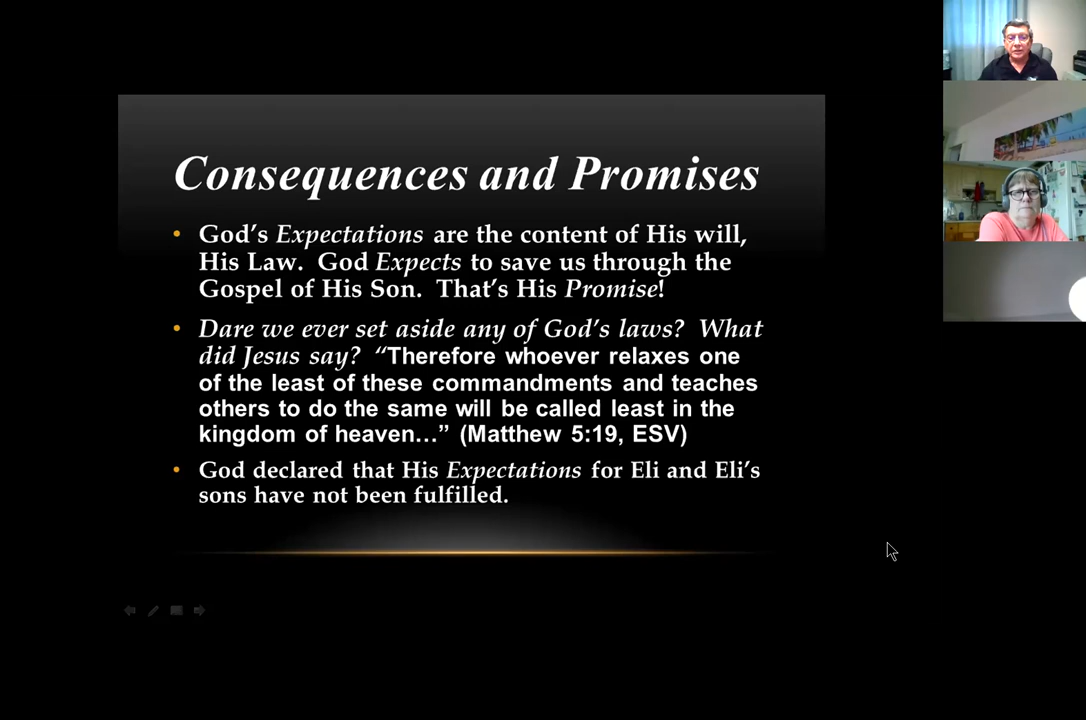 Consequences and Promises
• God's Expectations are the content of His will,
His Law.  God Expects to save us through the
Gospel of His Son.  That's His Promise!
• Dare we ever set aside any of God's laws?  What
did Jesus say?  “Therefore whoever relaxes one
of the least of these commandments and teaches
others to do the same will be called least in the
kingdom of heaven…” (Matthew 5:19, ESV)
• God declared that His Expectations for Eli and Eli's
sons have not been fulfilled.